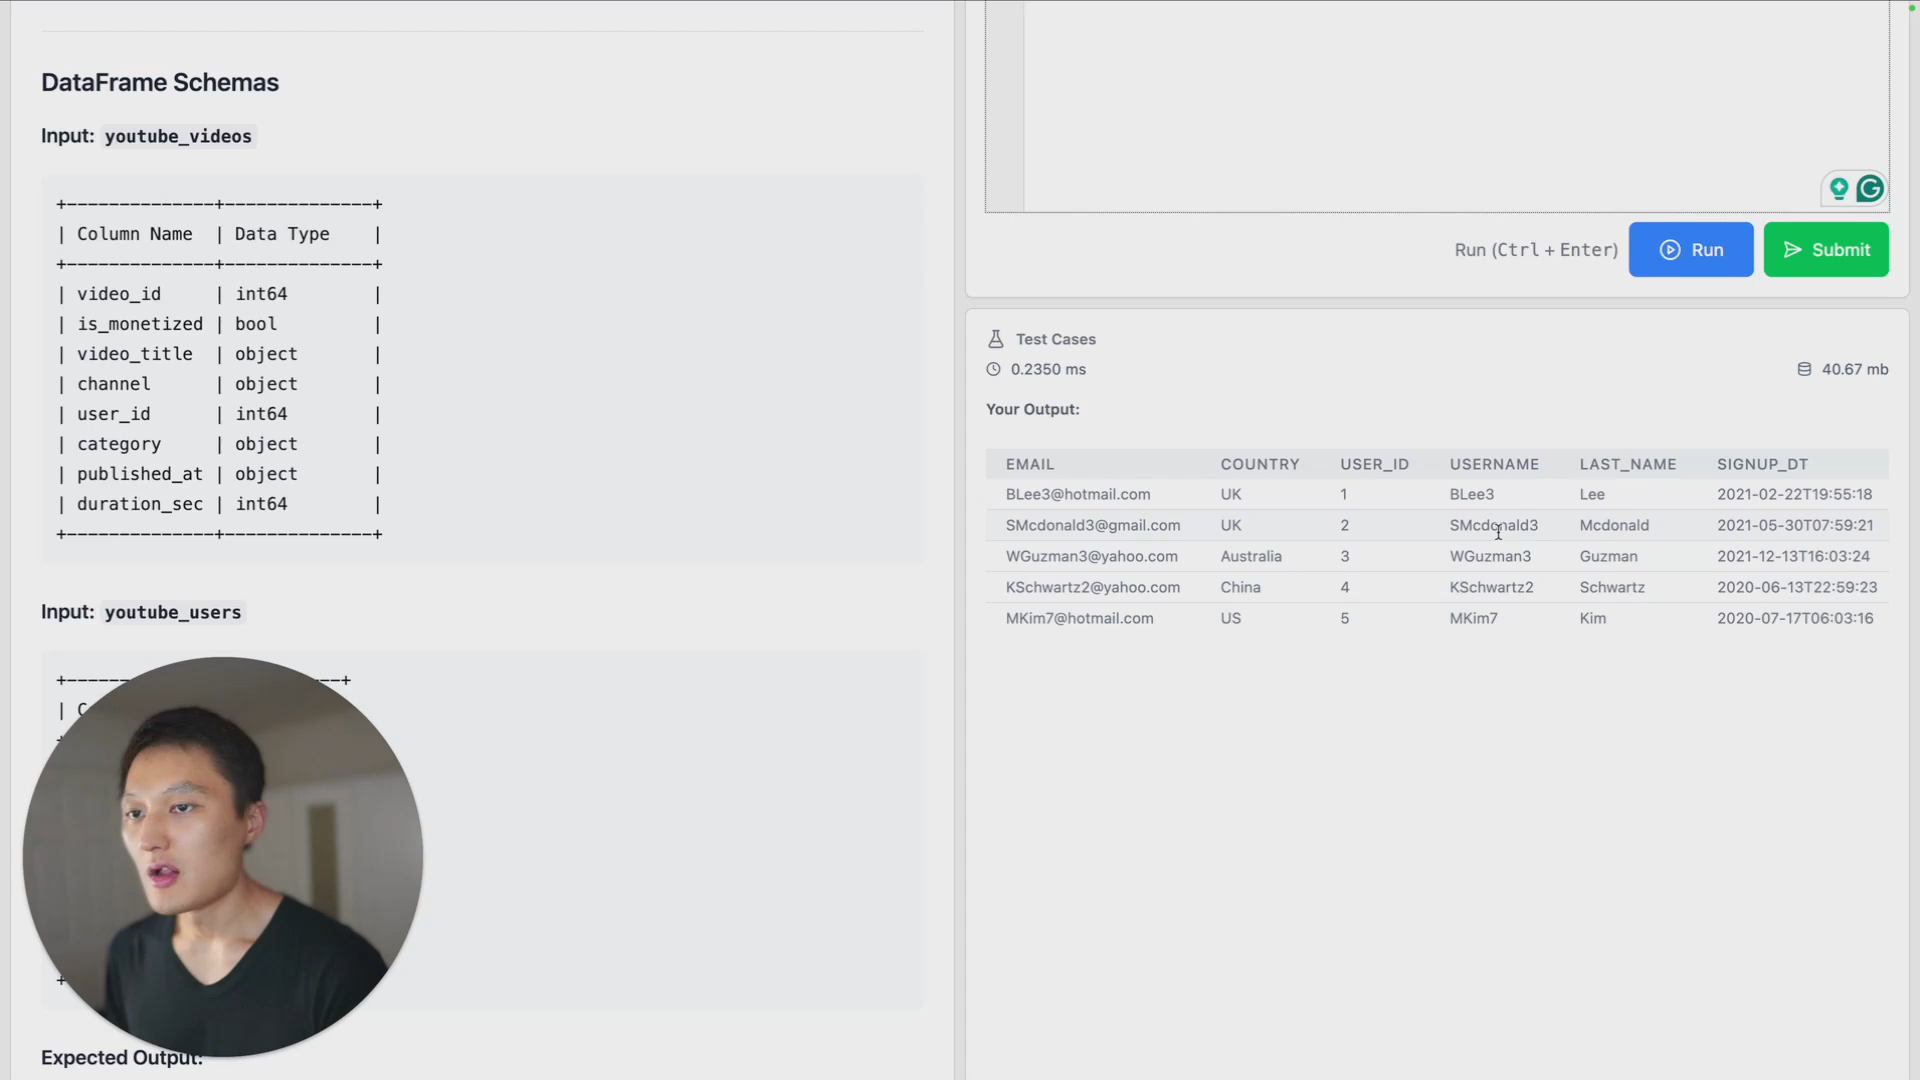 DataFrame Schemas
Input: youtube_videos
+--------------+--------------+
| Column Name | Data Type |
+--------------+--------------+
| video_id | int64 |
| is_monetized | bool |
| video_title | object |
| channel | object |
| user_id | int64 |
| category | object |
| published_at | object |
| duration_sec | int64 |
+--------------+--------------+
Input: youtube_users
Expected Output:
Run (Ctrl + Enter) Run Submit
Test Cases
0.2350 ms 40.67 mb
Your Output:
EMAIL COUNTRY USER_ID USERNAME LAST_NAME SIGNUP_DT
BLee3@hotmail.com UK 1 BLee3 Lee 2021-02-22T19:55:18
SMcdonald3@gmail.com UK 2 SMcdonald3 Mcdonald 2021-05-30T07:59:21
WGuzman3@yahoo.com Australia 3 WGuzman3 Guzman 2021-12-13T16:03:24
KSchwartz2@yahoo.com China 4 KSchwartz2 Schwartz 2020-06-13T22:59:23
MKim7@hotmail.com US 5 MKim7 Kim 2020-07-17T06:03:16